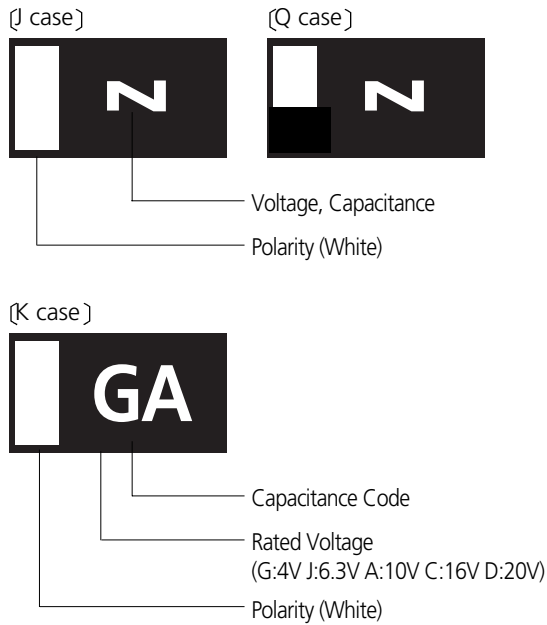 〔J case〕 〔Q case〕
N N
Voltage, Capacitance
Polarity (White)
〔K case〕
GA
Capacitance Code
Rated Voltage
(G:4V J:6.3V A:10V C:16V D:20V)
Polarity (White)